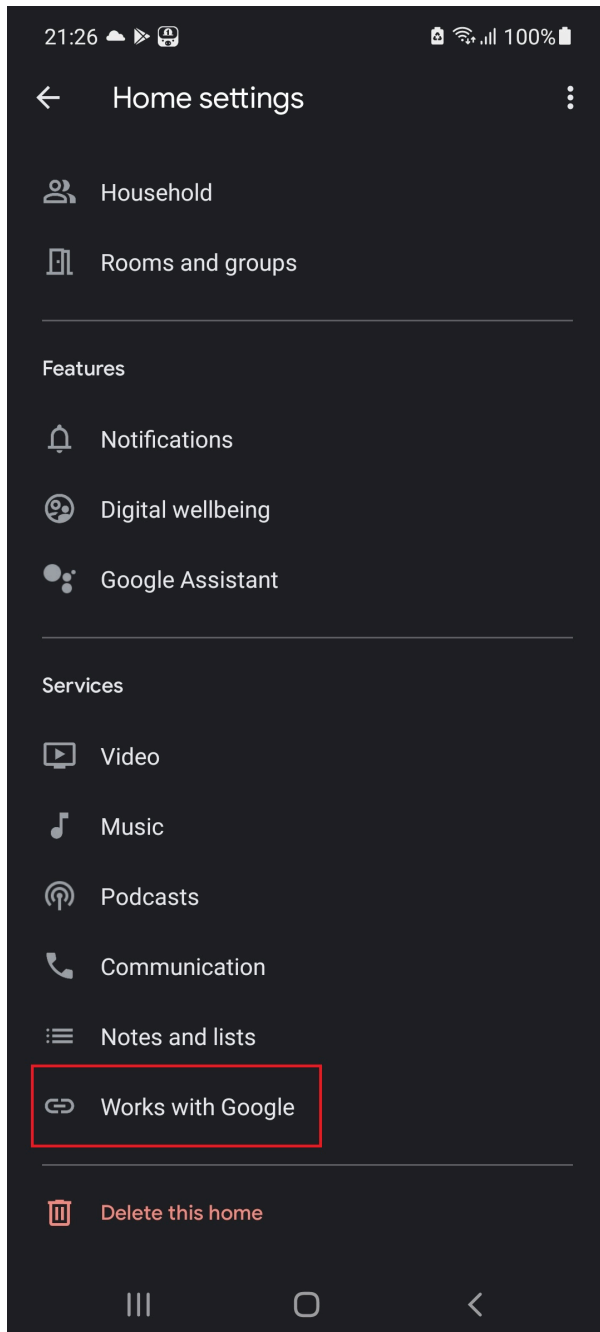 21:26
100%
Home settings
Household
Rooms and groups
Features
Notifications
Digital wellbeing
Google Assistant
Services
Video
Music
Podcasts
Communication
Notes and lists
Works with Google
Delete this home